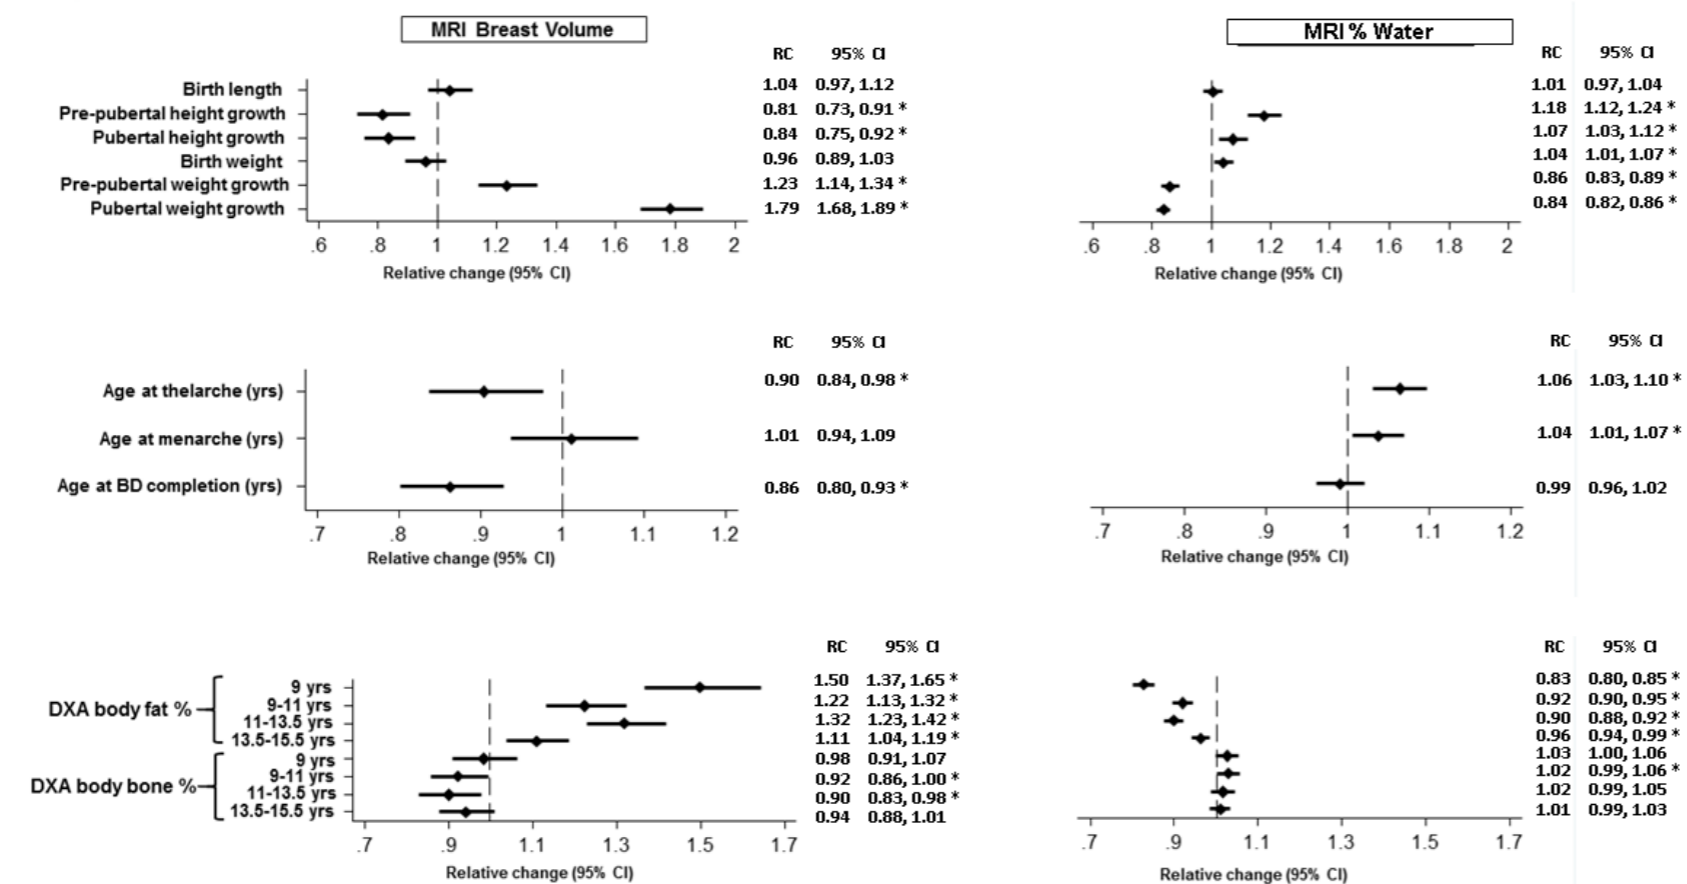 MRI Breast Volume
MRI % Water
RC 95% CI
RC 95% CI
Birth length 1.04 0.97, 1.12 1.01 0.97, 1.04
Pre-pubertal height growth 0.81 0.73, 0.91 * 1.18 1.12, 1.24 *
Pubertal height growth 0.84 0.75, 0.92 * 1.07 1.03, 1.12 *
Birth weight 0.96 0.89, 1.03 1.04 1.01, 1.07 *
Pre-pubertal weight growth 1.23 1.14, 1.34 * 0.86 0.83, 0.89 *
Pubertal weight growth 1.79 1.68, 1.89 * 0.84 0.82, 0.86 *
.6 .8 1 1.2 1.4 1.6 1.8 2
.6 .8 1 1.2 1.4 1.6 1.8 2
Relative change (95% CI)
Relative change (95% CI)
RC 95% CI
RC 95% CI
Age at thelarche (yrs) 0.90 0.84, 0.98 * 1.06 1.03, 1.10 *
Age at menarche (yrs) 1.01 0.94, 1.09 1.04 1.01, 1.07 *
Age at BD completion (yrs) 0.86 0.80, 0.93 * 0.99 0.96, 1.02
.7 .8 .9 1 1.1 1.2
.7 .8 .9 1 1.1 1.2
Relative change (95% CI)
Relative change (95% CI)
RC 95% CI
RC 95% CI
DXA body fat %
9 yrs 1.50 1.37, 1.65 * 0.83 0.80, 0.85 *
9-11 yrs 1.22 1.13, 1.32 * 0.92 0.90, 0.95 *
11-13.5 yrs 1.32 1.23, 1.42 * 0.90 0.88, 0.92 *
13.5-15.5 yrs 1.11 1.04, 1.19 * 0.96 0.94, 0.99 *
DXA body bone %
9 yrs 0.98 0.91, 1.07 1.03 1.00, 1.06
9-11 yrs 0.92 0.86, 1.00 * 1.02 0.99, 1.06 *
11-13.5 yrs 0.90 0.83, 0.98 * 1.02 0.99, 1.05
13.5-15.5 yrs 0.94 0.88, 1.01 1.01 0.99, 1.03
.7 .9 1.1 1.3 1.5 1.7
.7 .9 1.1 1.3 1.5 1.7
Relative change (95% CI)
Relative change (95% CI)